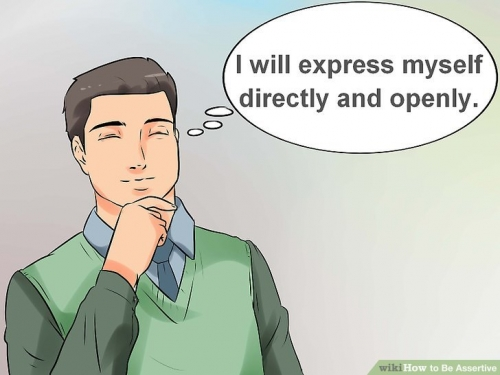 I will express myself
directly and openly.
wikiHow to Be Assertive